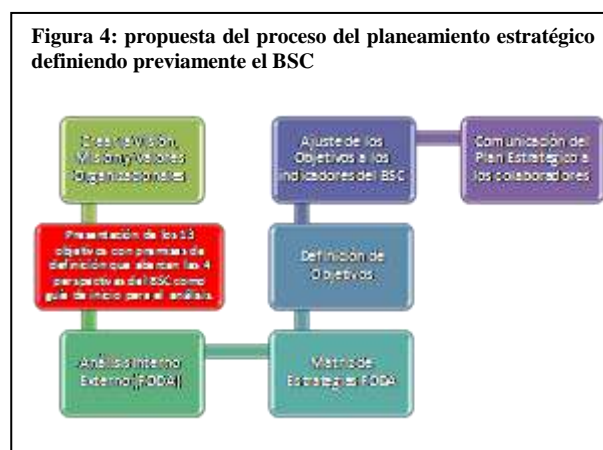 Figura 4: propuesta del proceso del planeamiento estratégico
definiendo previamente el BSC
Crear la Visión,
Misión y Valores
Organizacionales
Presentación de los 13
objetivos con premisas de
definición que abarcan las 4
perspectivas del BSC como
guía de inicio para el análisis.
Análisis Interno
Externo (FODA)
Matriz de
Estrategias FODA
Definición de
Objetivos
Ajuste de los
Objetivos a los
indicadores del BSC
Comunicación del
Plan Estratégico a
los colaboradores